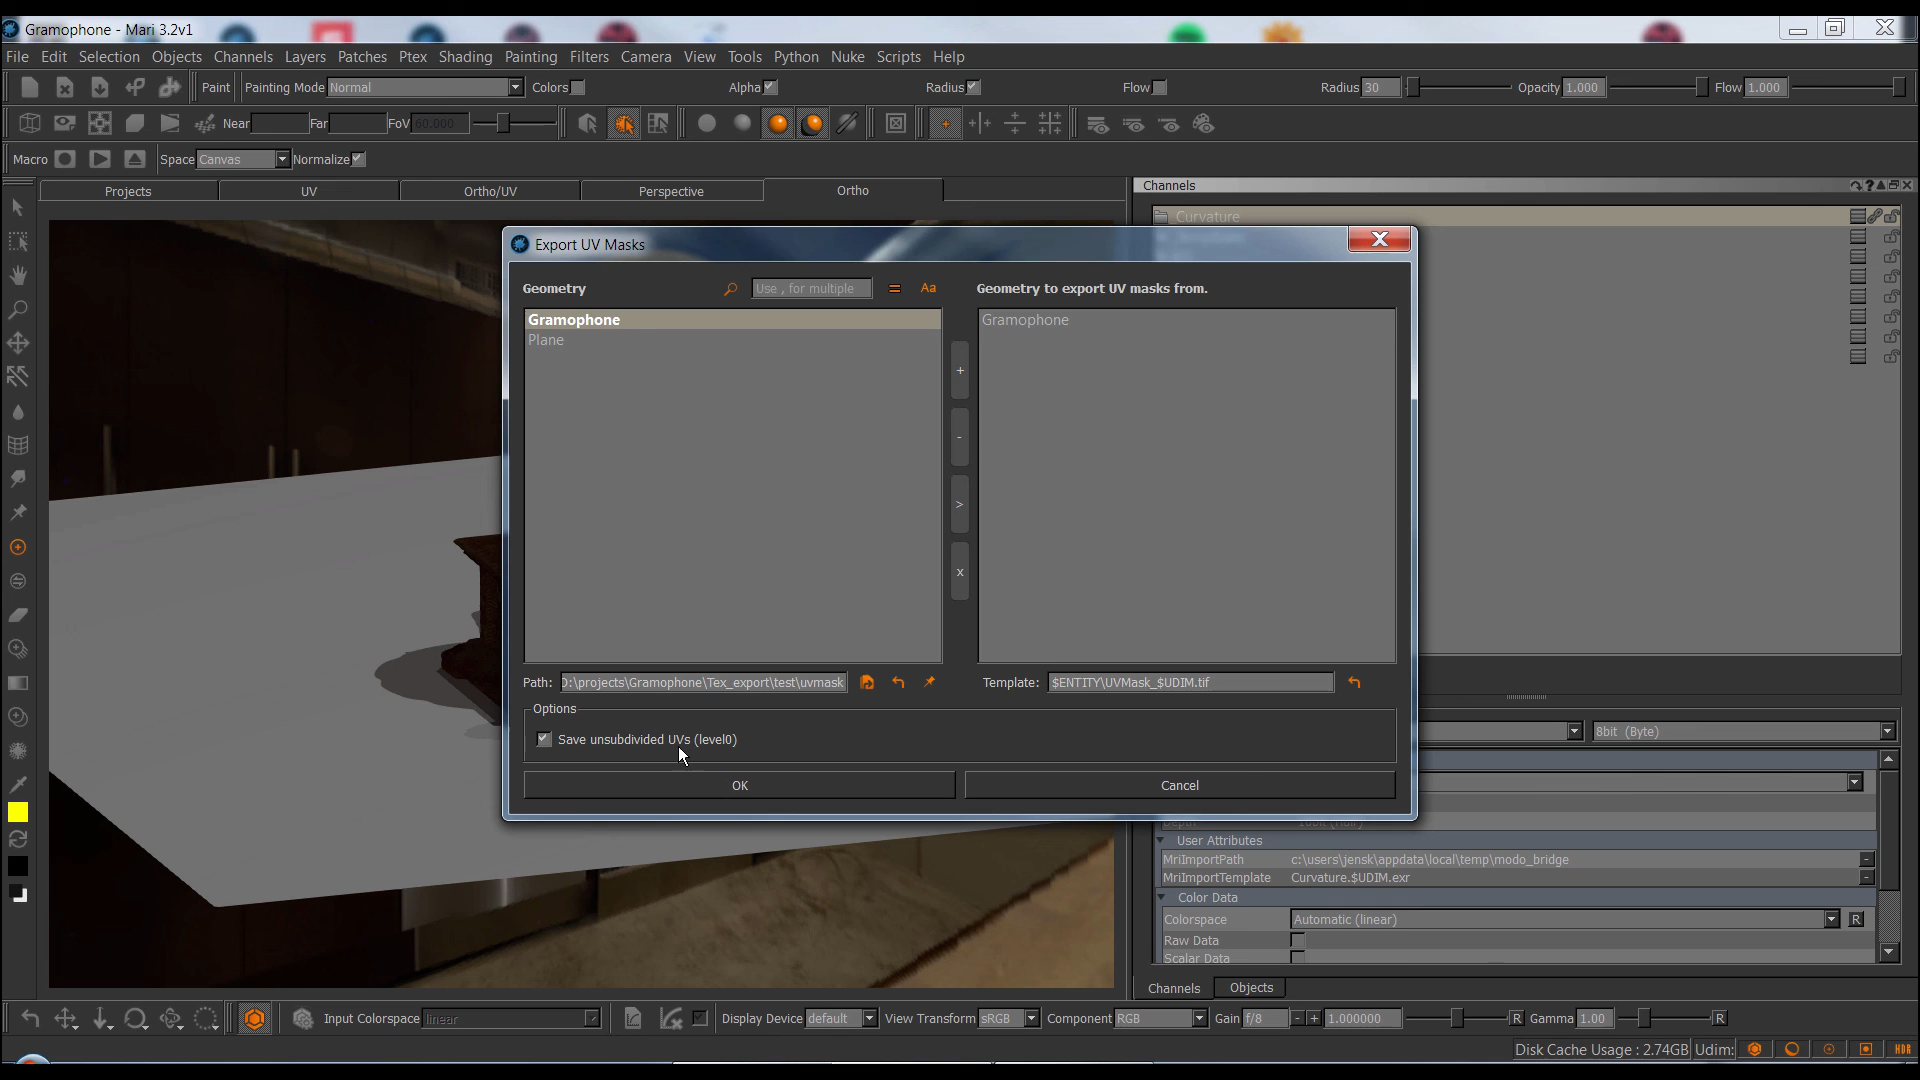 Gramophone - Mari 3.2v1
File Edit Selection Objects Channels Layers Patches Ptex Shading Painting Filters Camera View Tools Python Nuke Scripts Help
Paint Painting Mode Normal Colors Alpha Radius Flow Radius 30 Opacity 1.000 Flow 1.000
Near Far FoV 60.000
Macro Space Canvas Normalize
Projects UV Ortho/UV Perspective Ortho
Channels
Curvature
Export UV Masks
Geometry Use , for multiple = Aa Geometry to export UV masks from.
Gramophone Gramophone
Plane
+
-
>
x
Path: D:\projects\Gramophone\Tex_export\test\uvmask Template: $ENTITY\UVMask_$UDIM.tif
Options
8bit (Byte)
Save unsubdivided UVs (level0)
OK Cancel
User Attributes
MriImportPath c:\users\jensk\appdata\local\temp\modo_bridge -
MriImportTemplate Curvature.$UDIM.exr -
Color Data
Colorspace Automatic (linear) R
Raw Data
Scalar Data
Channels Objects
Input Colorspace linear Display Device default View Transform sRGB Component RGB Gain f/8 - + 1.000000 R Gamma 1.00 R
Disk Cache Usage : 2.74GB Udim: HDR